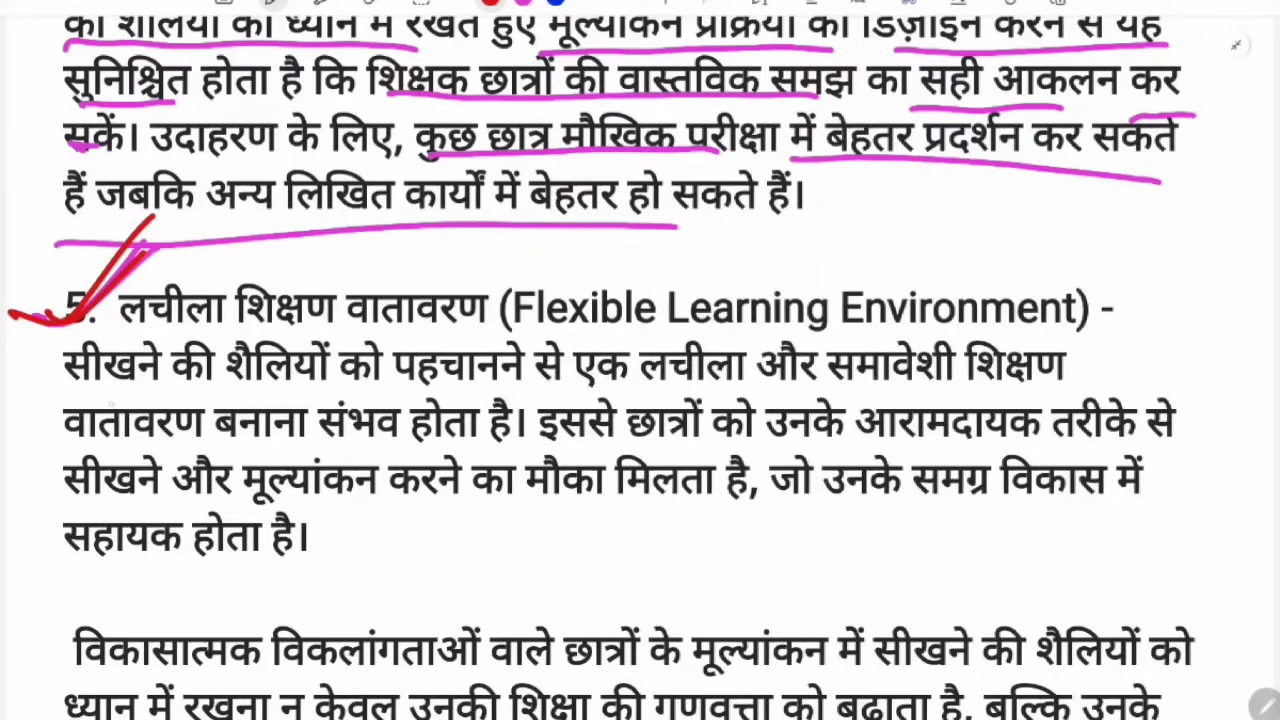 की शैलियों को ध्यान में रखते हुए मूल्यांकन प्रक्रिया को डिज़ाइन करने से यह
सुनिश्चित होता है कि शिक्षक छात्रों की वास्तविक समझ का सही आकलन कर
सकें। उदाहरण के लिए, कुछ छात्र मौखिक परीक्षा में बेहतर प्रदर्शन कर सकते
हैं जबकि अन्य लिखित कार्यों में बेहतर हो सकते हैं।
5. लचीला शिक्षण वातावरण (Flexible Learning Environment) -
सीखने की शैलियों को पहचानने से एक लचीला और समावेशी शिक्षण
वातावरण बनाना संभव होता है। इससे छात्रों को उनके आरामदायक तरीके से
सीखने और मूल्यांकन करने का मौका मिलता है, जो उनके समग्र विकास में
सहायक होता है।
विकासात्मक विकलांगताओं वाले छात्रों के मूल्यांकन में सीखने की शैलियों को
ध्यान में रखना न केवल उनकी शिक्षा की गुणवत्ता को बढ़ाता है, बल्कि उनके